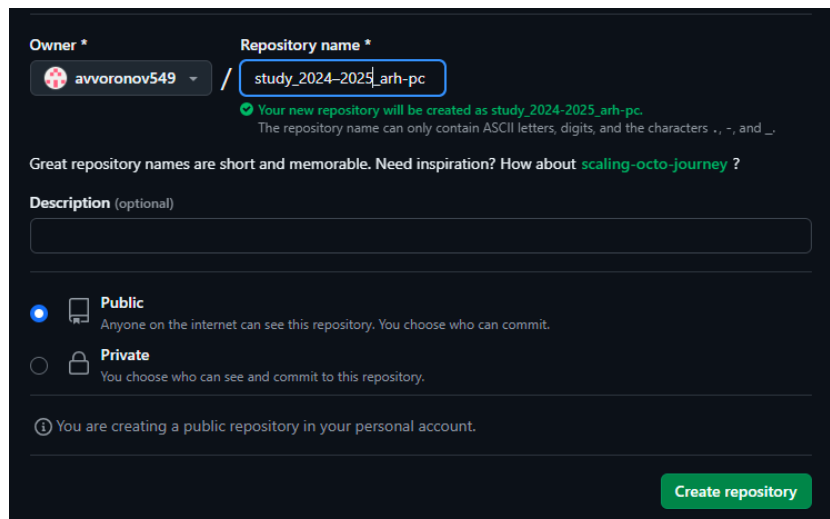 Owner * Repository name *
avvoronov549 / study_2024–2025_arh-pc
Your new repository will be created as study_2024-2025_arh-pc.
The repository name can only contain ASCII letters, digits, and the characters ., -, and _.
Great repository names are short and memorable. Need inspiration? How about scaling-octo-journey ?
Description (optional)
Public
Anyone on the internet can see this repository. You choose who can commit.
Private
You choose who can see and commit to this repository.
You are creating a public repository in your personal account.
Create repository